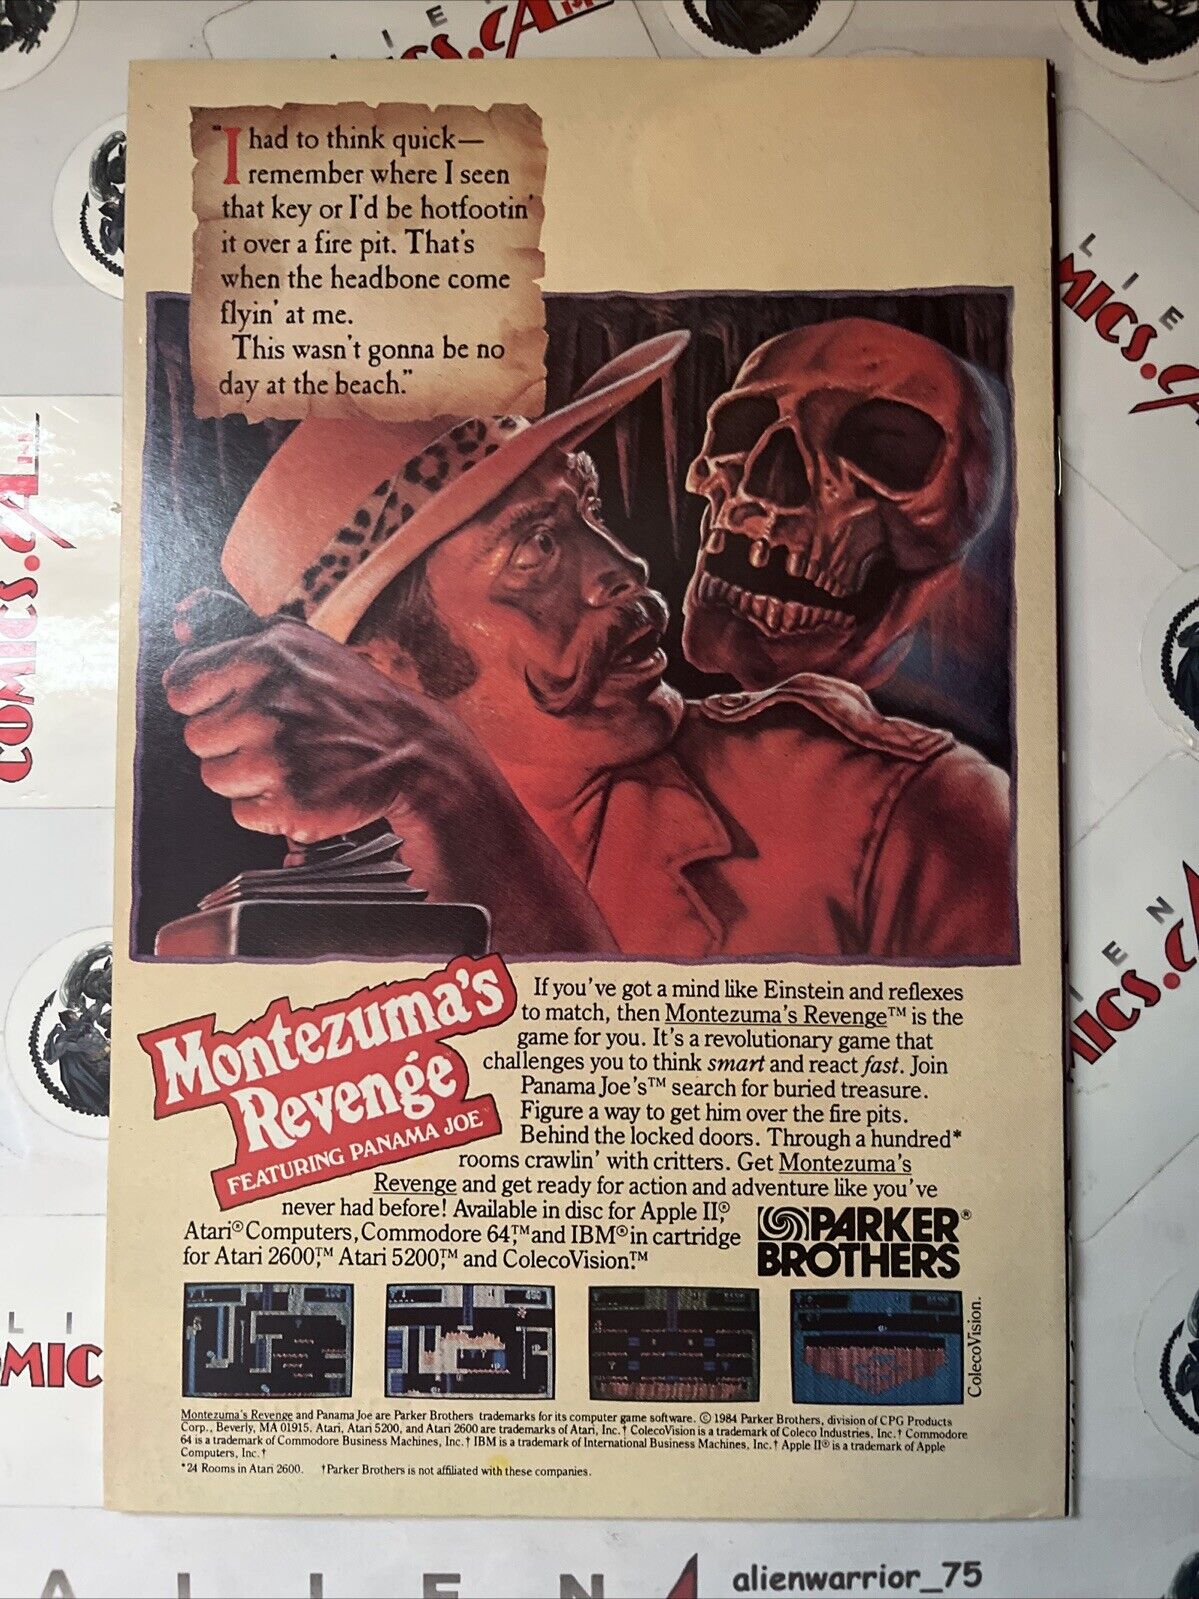 "I had to think quick—
remember where I seen
that key or I'd be hotfootin'
it over a fire pit. That's
when the headbone come
flyin' at me.
This wasn't gonna be no
day at the beach."
Montezuma's
Revenge
FEATURING PANAMA JOE™
If you've got a mind like Einstein and reflexes
to match, then Montezuma's Revenge™ is the
game for you. It's a revolutionary game that
challenges you to think smart and react fast. Join
Panama Joe's™ search for buried treasure.
Figure a way to get him over the fire pits.
Behind the locked doors. Through a hundred*
rooms crawlin' with critters. Get Montezuma's
Revenge and get ready for action and adventure like you've
never had before! Available in disc for Apple II,®
Atari® Computers, Commodore 64,™ and IBM® in cartridge
for Atari 2600,™ Atari 5200,™ and ColecoVision.™
PARKER®
BROTHERS
ColecoVision.
Montezuma's Revenge and Panama Joe are Parker Brothers trademarks for its computer game software. © 1984 Parker Brothers, division of CPG Products
Corp., Beverly, MA 01915. Atari, Atari 5200, and Atari 2600 are trademarks of Atari, Inc.† ColecoVision is a trademark of Coleco Industries, Inc.† Commodore
64 is a trademark of Commodore Business Machines, Inc.† IBM is a trademark of International Business Machines, Inc.† Apple II® is a trademark of Apple
Computers, Inc.†
*24 Rooms in Atari 2600. †Parker Brothers is not affiliated with these companies.
COMICS.CA
MICS.CA
MIC
ALIEN
alienwarrior_75